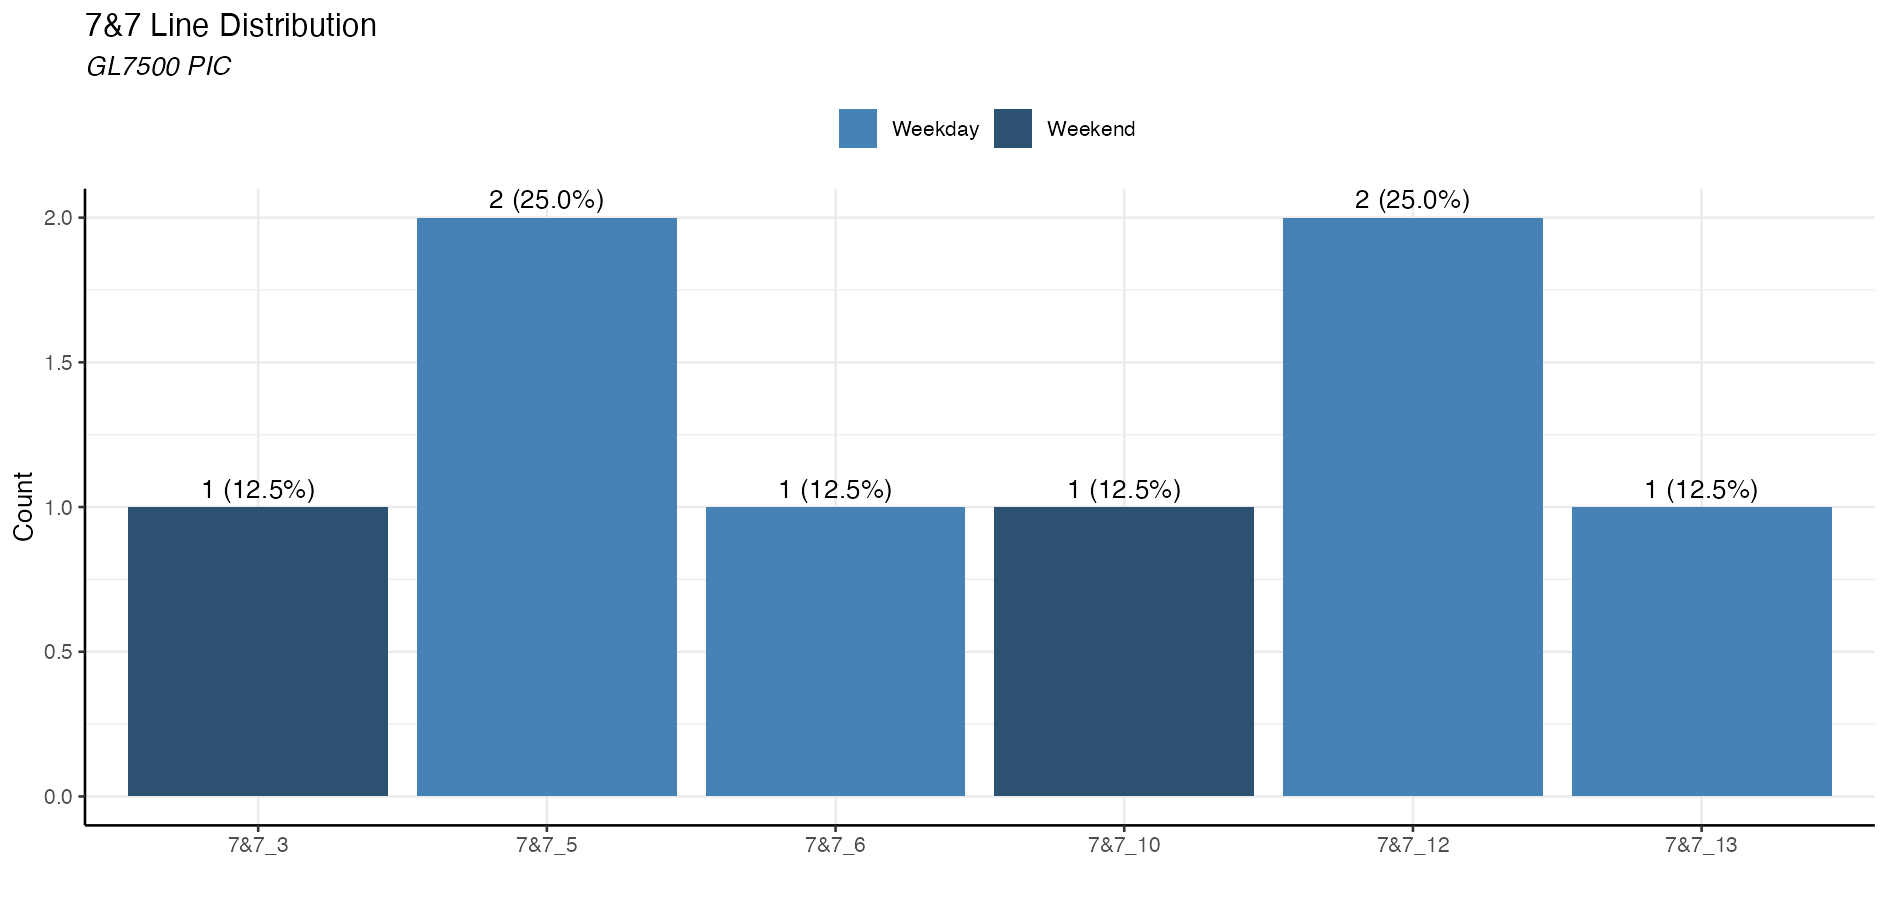 7&7 Line Distribution
GL7500 PIC
Weekday Weekend
2 (25.0%) 2 (25.0%)
2.0
1.5
1 (12.5%) 1 (12.5%) 1 (12.5%) 1 (12.5%)
1.0
0.5
0.0
Count
7&7_3 7&7_5 7&7_6 7&7_10 7&7_12 7&7_13